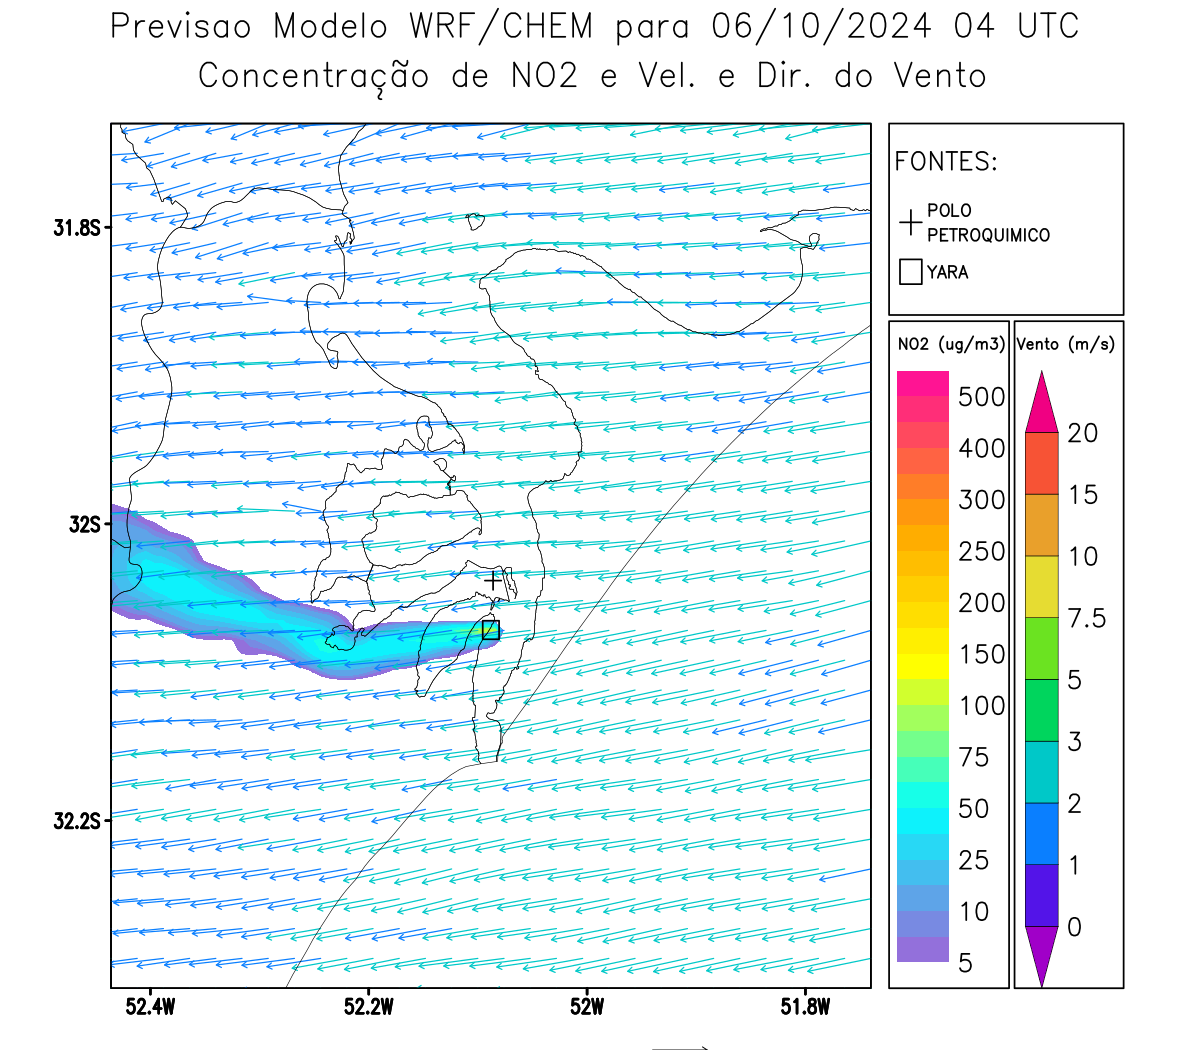 Previsao Modelo WRF/CHEM para 06/10/2024 04 UTC
Concentração de NO2 e Vel. e Dir. do Vento
FONTES:
POLO
PETROQUIMICO
YARA
NO2 (ug/m3)
500
400
300
250
200
150
100
75
50
25
10
5
Vento (m/s)
20
15
10
7.5
5
3
2
1
0
31.8S
32S
32.2S
52.4W
52.2W
52W
51.8W